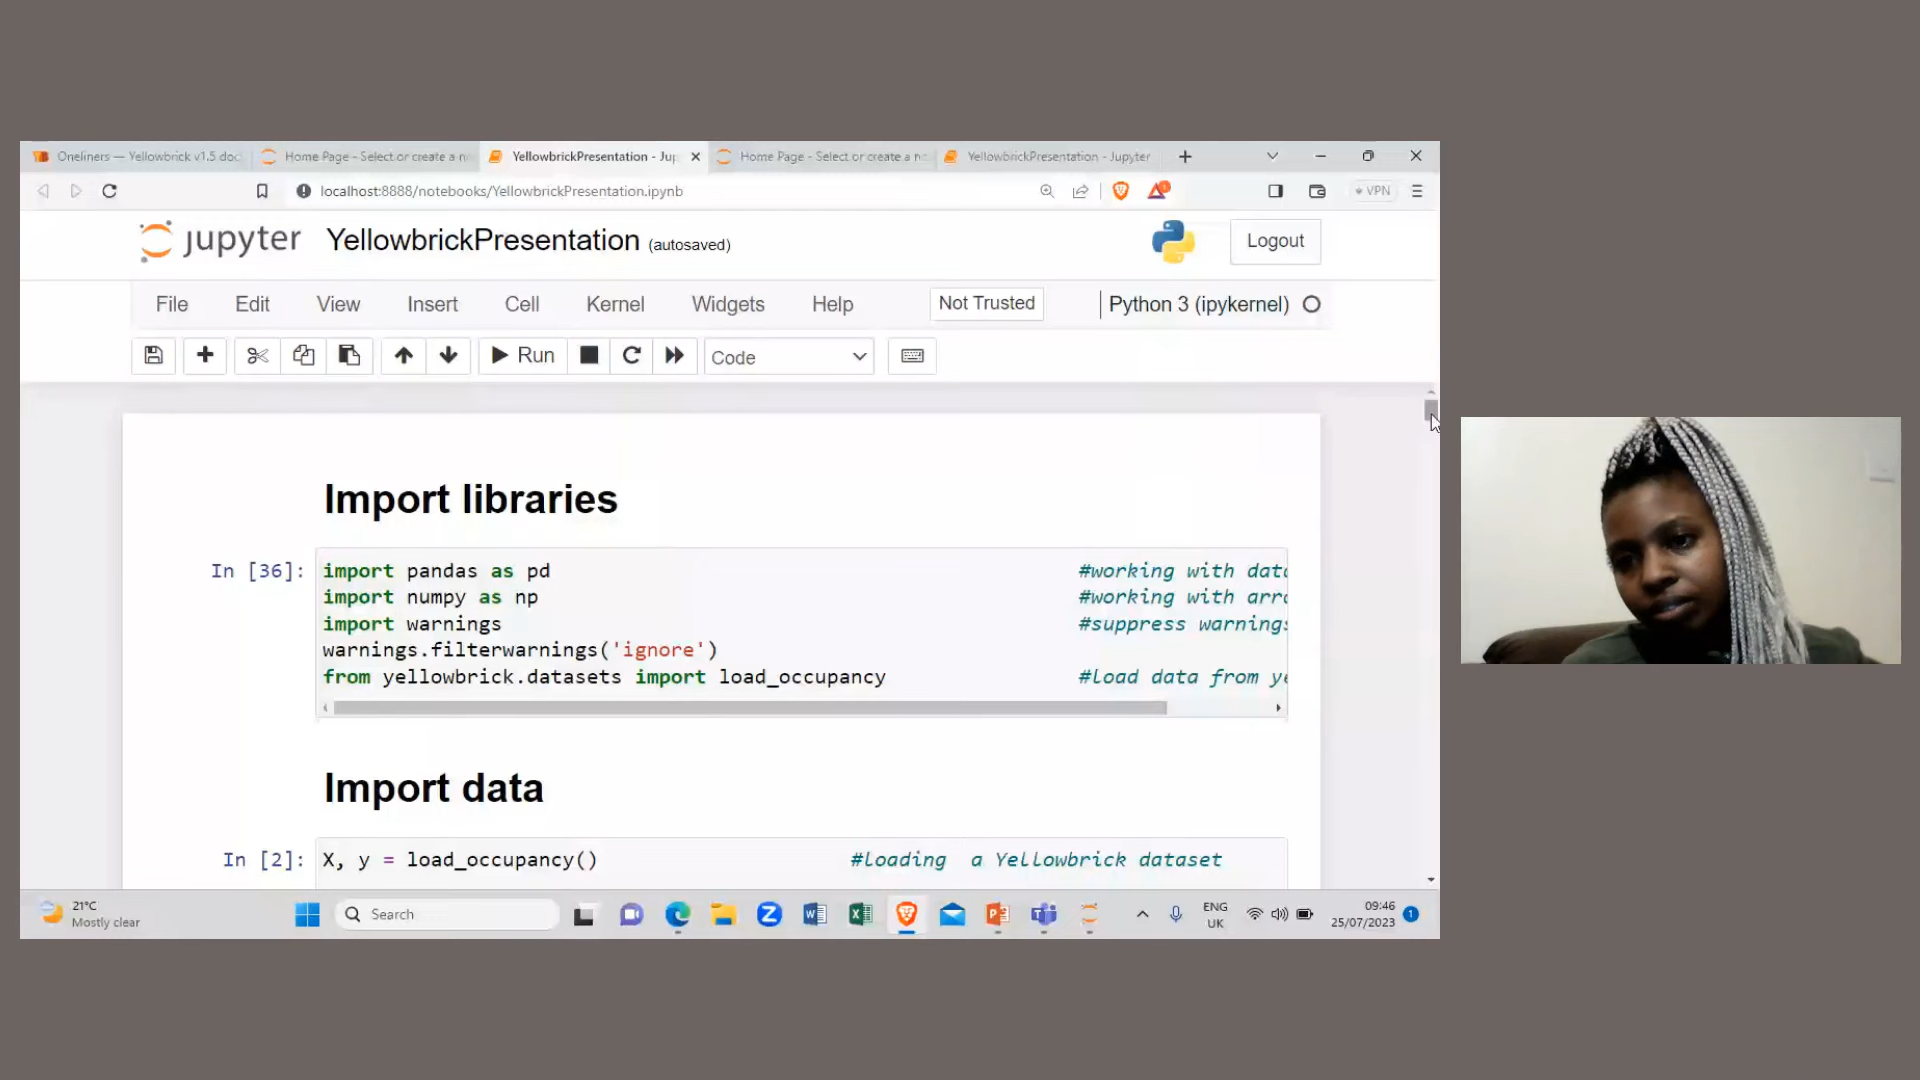 Oneliners — Yellowbrick v1.5 doc
Home Page - Select or create a n
YellowbrickPresentation - Jup
Home Page - Select or create a n
YellowbrickPresentation - Jupyter
localhost:8888/notebooks/YellowbrickPresentation.ipynb
VPN
jupyter YellowbrickPresentation (autosaved)
Logout
File Edit View Insert Cell Kernel Widgets Help
Not Trusted
Python 3 (ipykernel)
Run
Code
Import libraries
In [36]:
import pandas as pd #working with data
import numpy as np #working with arr
import warnings #suppress warnings
warnings.filterwarnings('ignore')
from yellowbrick.datasets import load_occupancy #load data from ye
Import data
In [2]:
X, y = load_occupancy() #loading a Yellowbrick dataset
21°C
Mostly clear
Search
ENG
UK
09:46
25/07/2023
1